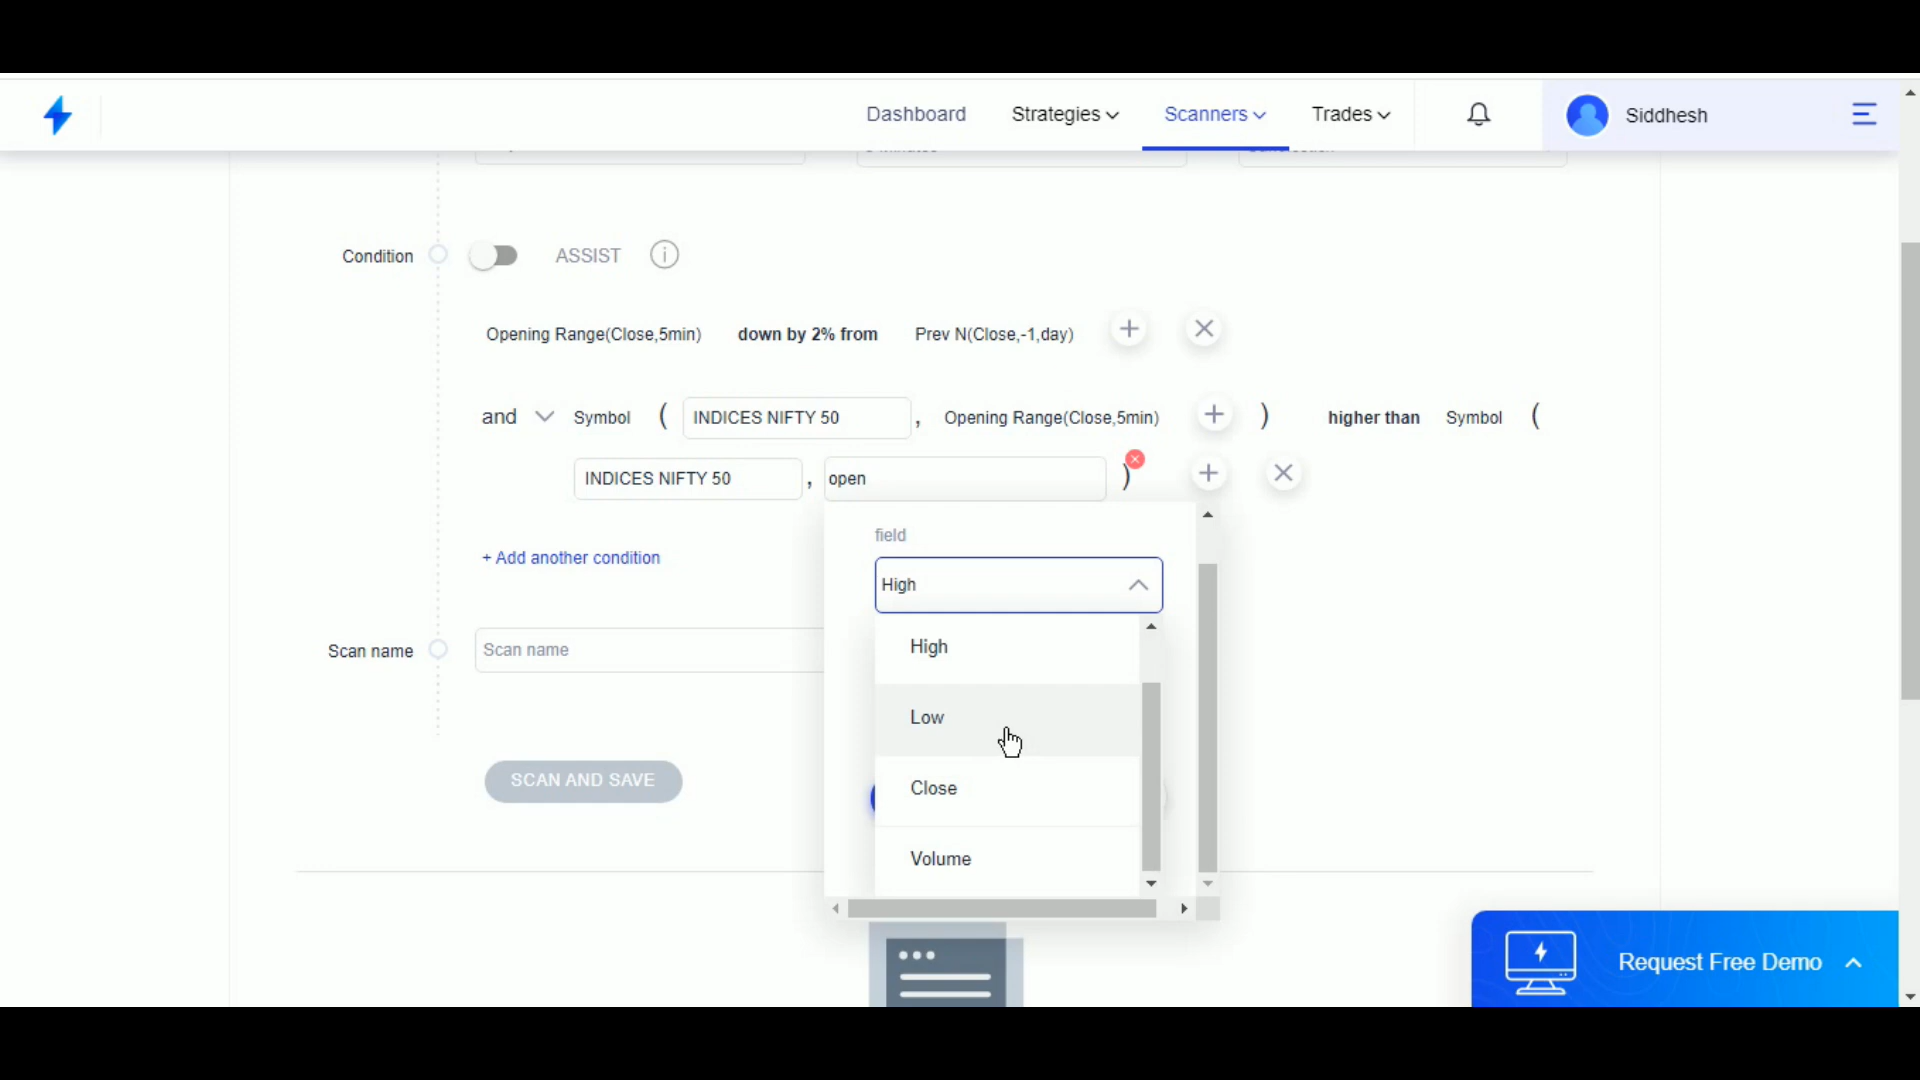 Dashboard Strategies Scanners Trades Siddhesh
Condition ASSIST i
Opening Range(Close,5min) down by 2% from Prev N(Close,-1,day) + ×
and Symbol ( INDICES NIFTY 50 , Opening Range(Close,5min) + ) higher than Symbol (
INDICES NIFTY 50 , open ) + ×
field
+ Add another condition
High
High
Scan name Scan name
Low
SCAN AND SAVE
Close
Volume
Request Free Demo